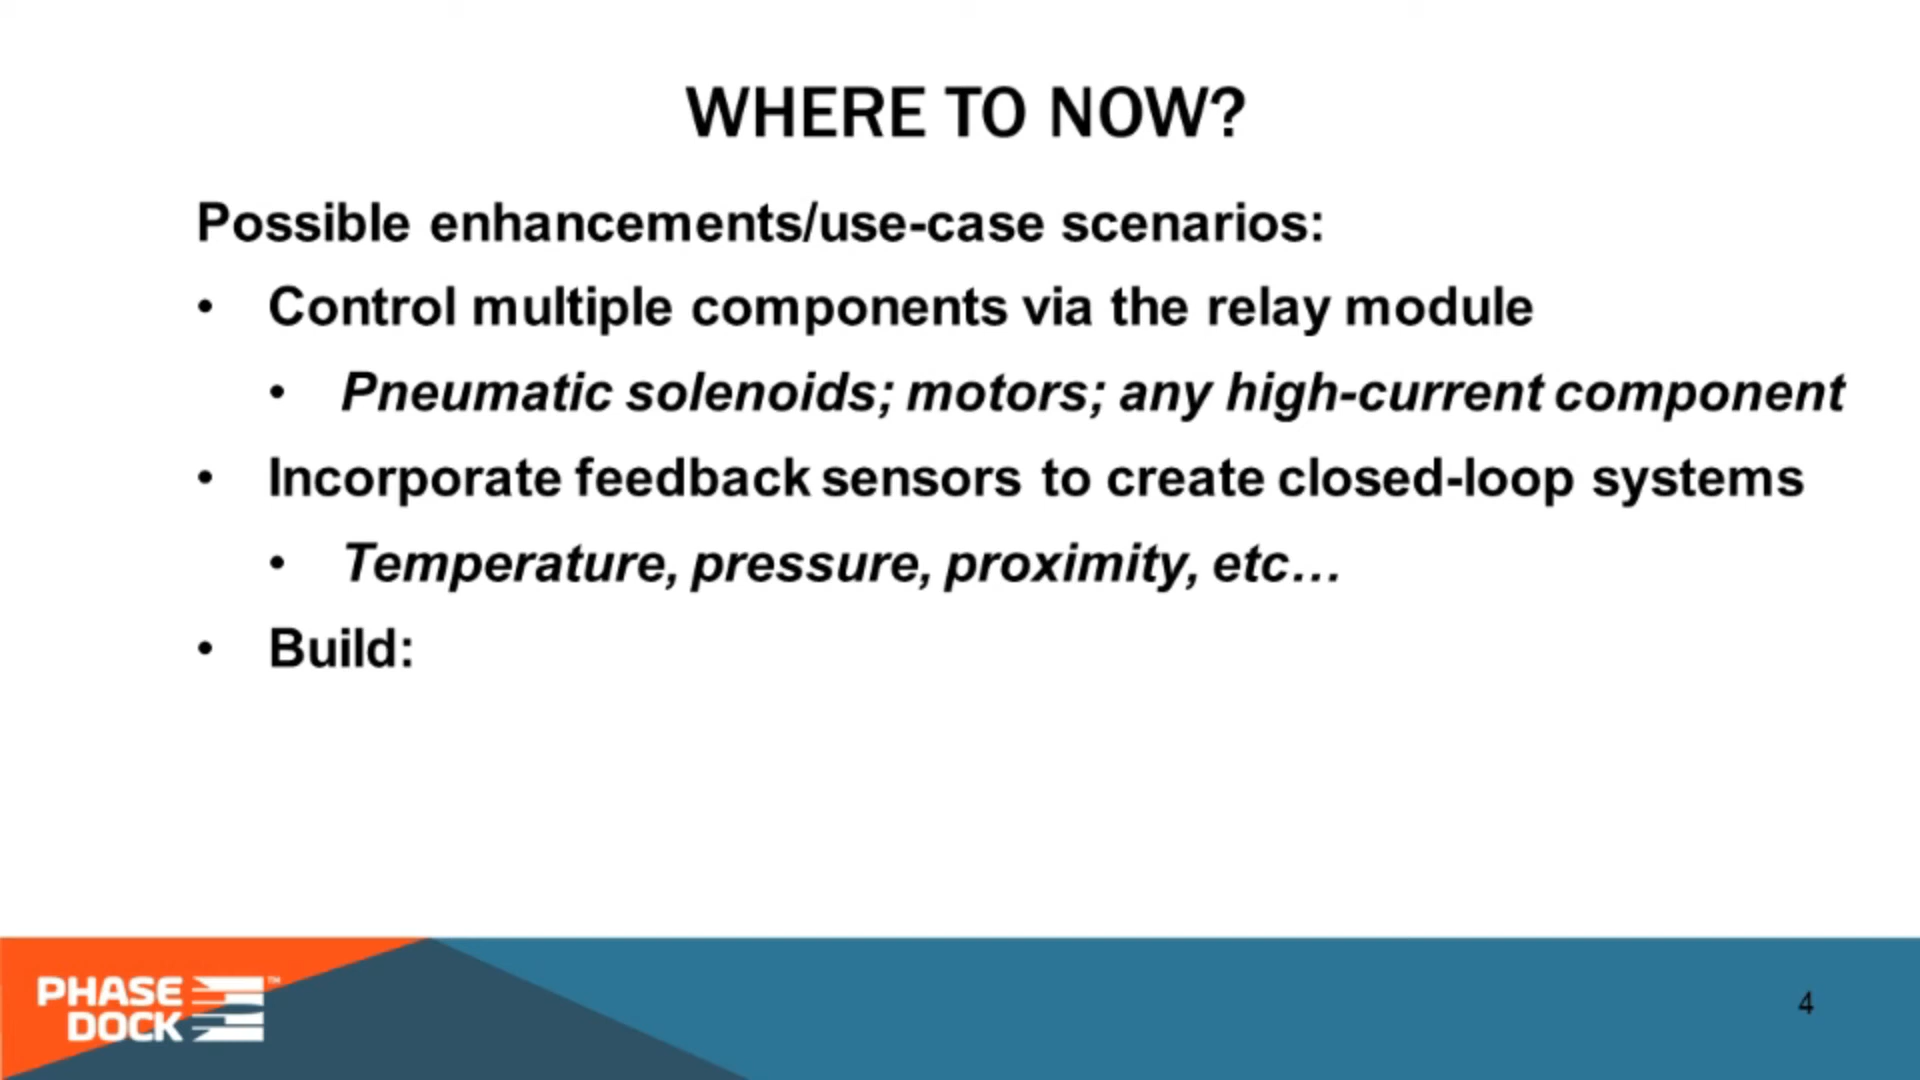 WHERE TO NOW?
Possible enhancements/use-case scenarios:
• Control multiple components via the relay module
• Pneumatic solenoids; motors; any high-current component
• Incorporate feedback sensors to create closed-loop systems
• Temperature, pressure, proximity, etc…
• Build:
PHASE
DOCK ™
4